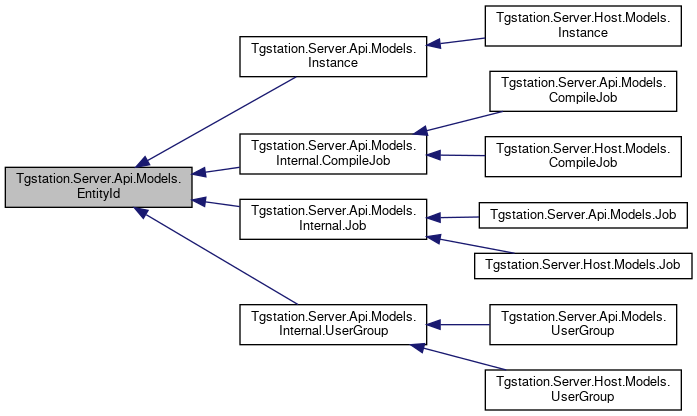 Tgstation.Server.Api.Models.
EntityId
Tgstation.Server.Api.Models.
Instance
Tgstation.Server.Host.Models.
Instance
Tgstation.Server.Api.Models.
Internal.CompileJob
Tgstation.Server.Api.Models.
CompileJob
Tgstation.Server.Host.Models.
CompileJob
Tgstation.Server.Api.Models.
Internal.Job
Tgstation.Server.Api.Models.Job
Tgstation.Server.Host.Models.Job
Tgstation.Server.Api.Models.
Internal.UserGroup
Tgstation.Server.Api.Models.
UserGroup
Tgstation.Server.Host.Models.
UserGroup